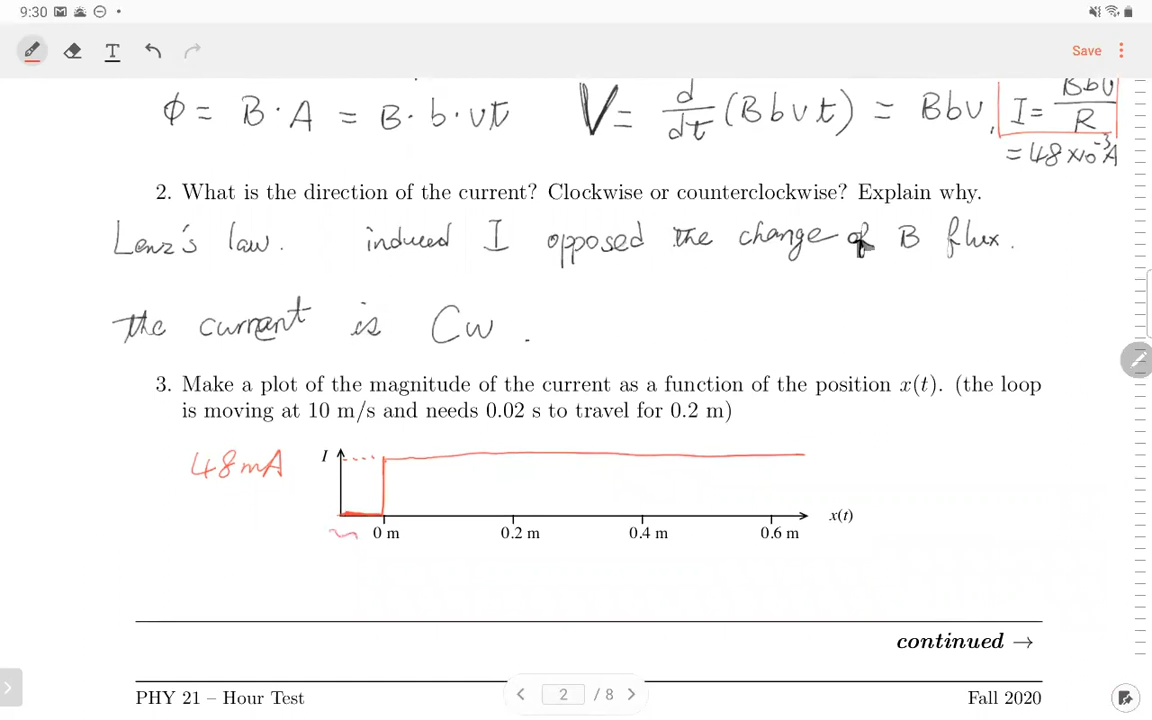 9:30
Save
ϕ = B · A = B · b · vt V = d/dt (B b v t) = B b v, I = Bbv/R
= 48 x10^-3 A
2. What is the direction of the current? Clockwise or counterclockwise? Explain why.
Lenz's law. induced I opposed the change of B flux.
the current is Cw.
3. Make a plot of the magnitude of the current as a function of the position x(t). (the loop
is moving at 10 m/s and needs 0.02 s to travel for 0.2 m)
48mA I
x(t)
0 m 0.2 m 0.4 m 0.6 m
continued →
PHY 21 – Hour Test 2 / 8 Fall 2020